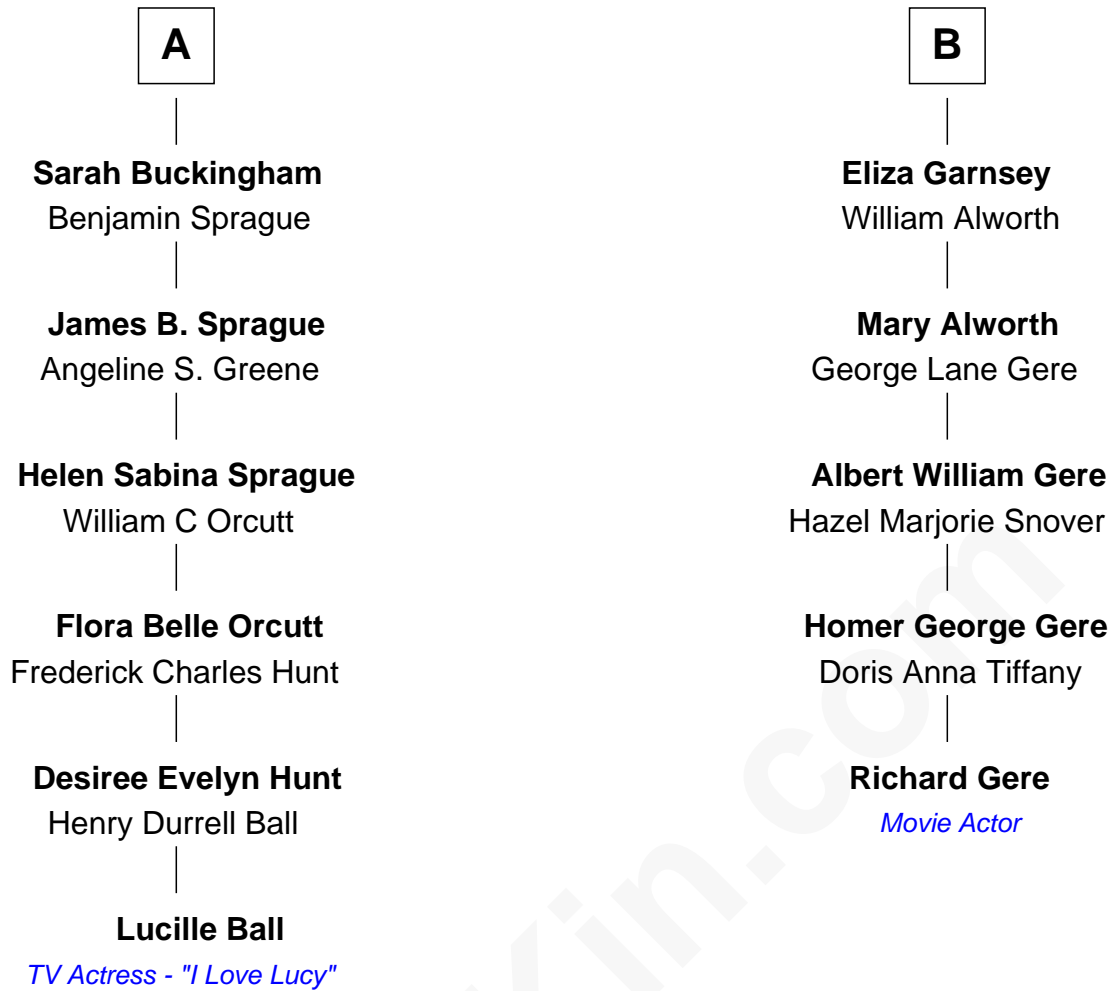 A
Sarah Buckingham
Benjamin Sprague
James B. Sprague
Angeline S. Greene
Helen Sabina Sprague
William C Orcutt
Flora Belle Orcutt
Frederick Charles Hunt
Desiree Evelyn Hunt
Henry Durrell Ball
Lucille Ball
TV Actress - "I Love Lucy"
B
Eliza Garnsey
William Alworth
Mary Alworth
George Lane Gere
Albert William Gere
Hazel Marjorie Snover
Homer George Gere
Doris Anna Tiffany
Richard Gere
Movie Actor
Kin.com